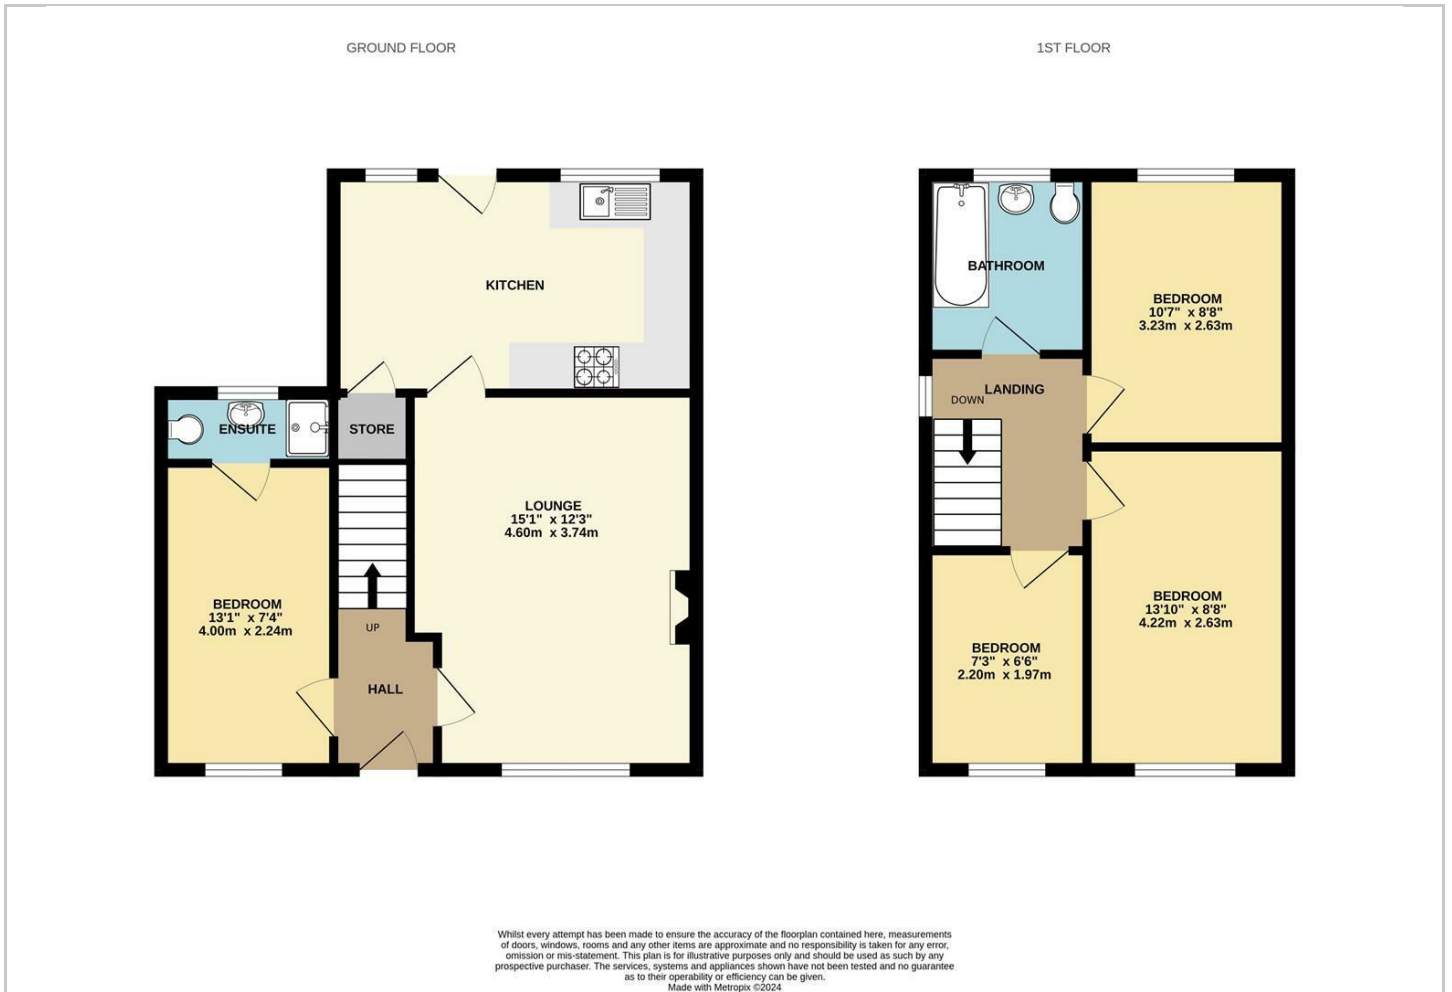 GROUND FLOOR
KITCHEN
ENSUITE
STORE
LOUNGE
15'1" x 12'3"
4.60m x 3.74m
BEDROOM
13'1" x 7'4"
4.00m x 2.24m
UP
HALL
1ST FLOOR
BATHROOM
BEDROOM
10'7" x 8'8"
3.23m x 2.63m
LANDING
DOWN
BEDROOM
13'10" x 8'8"
4.22m x 2.63m
BEDROOM
7'3" x 6'6"
2.20m x 1.97m
Whilst every attempt has been made to ensure the accuracy of the floorplan contained here, measurements
of doors, windows, rooms and any other items are approximate and no responsibility is taken for any error,
omission or mis-statement. This plan is for illustrative purposes only and should be used as such by any
prospective purchaser. The services, systems and appliances shown have not been tested and no guarantee
as to their operability or efficiency can be given.
Made with Metropix ©2024